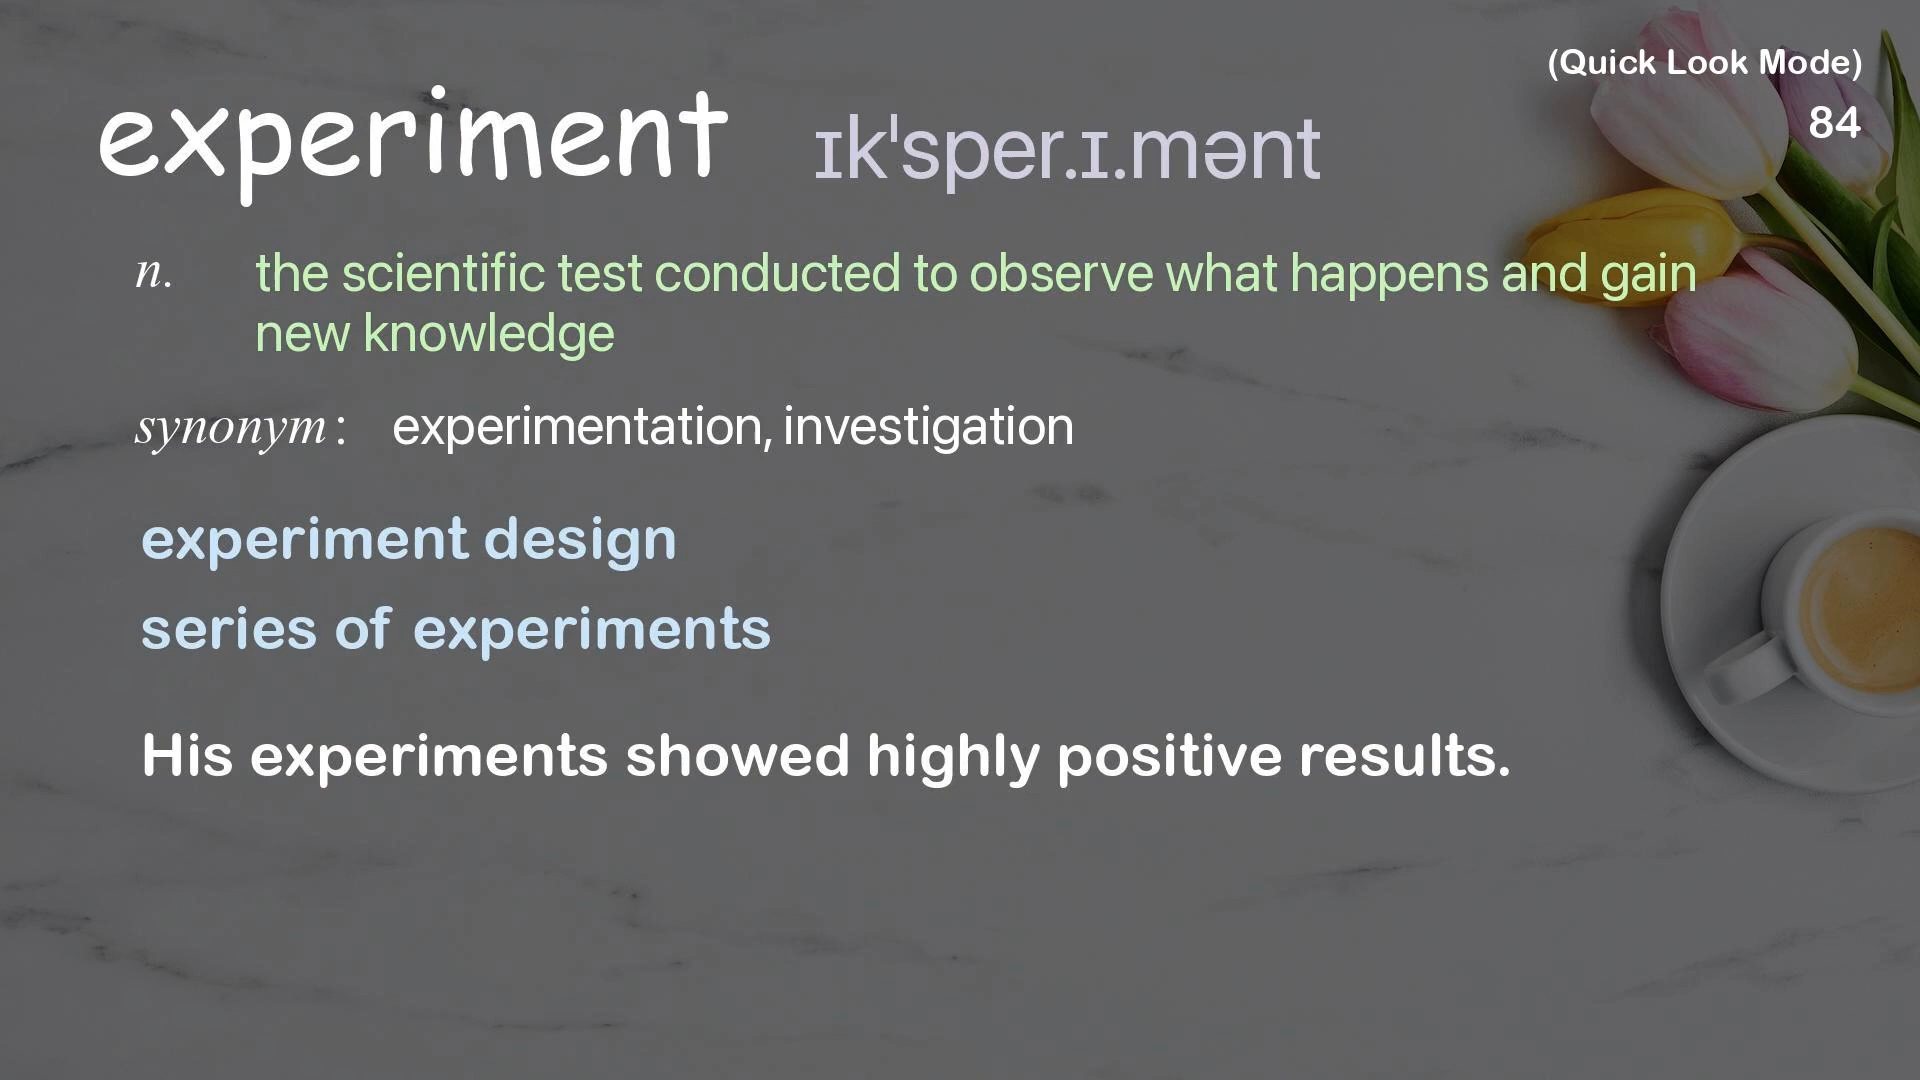 (Quick Look Mode)
84
experiment ɪkˈsper.ɪ.mənt
n. the scientific test conducted to observe what happens and gain
new knowledge
synonym: experimentation, investigation
experiment design
series of experiments
His experiments showed highly positive results.